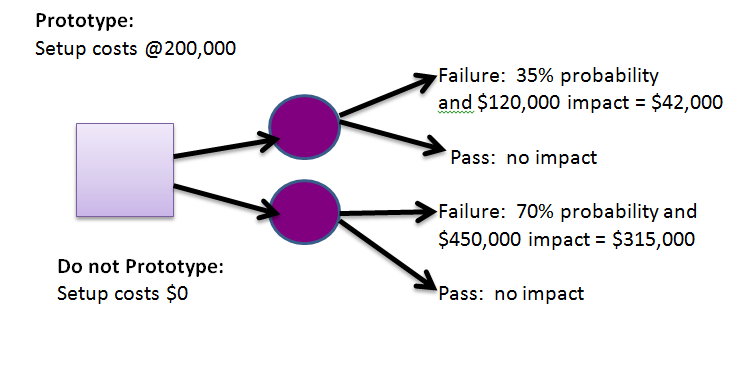 Prototype:
Setup costs @200,000
Failure:  35% probability
and $120,000 impact = $42,000
Pass:  no impact
Failure:  70% probability and
$450,000 impact = $315,000
Do not Prototype:
Setup costs $0
Pass:  no impact